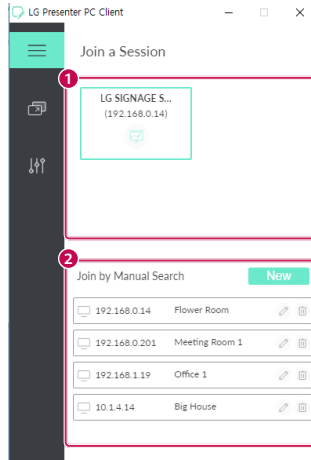 LG Presenter PC Client
Join a Session
1
LG SIGNAGE S...
(192.168.0.14)
2
Join by Manual Search
New
192.168.0.14 Flower Room
192.168.0.201 Meeting Room 1
192.168.1.19 Office 1
10.1.4.14 Big House